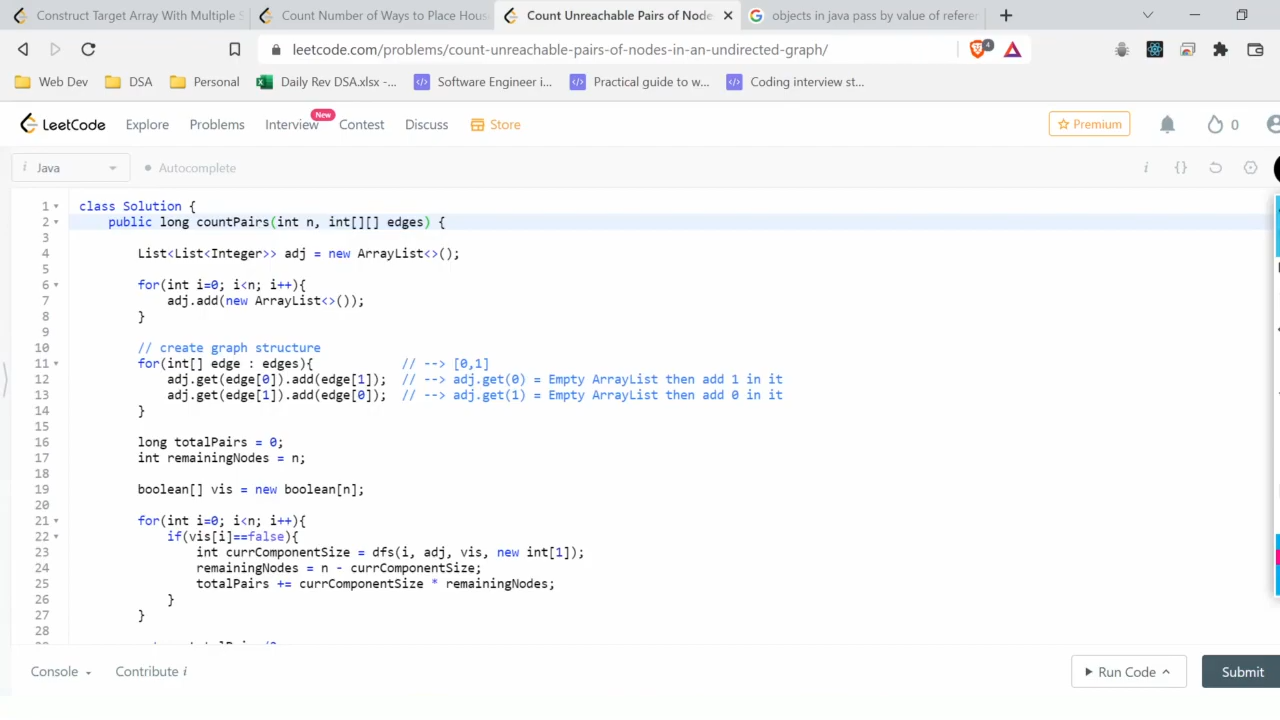 Construct Target Array With Multiple S
Count Number of Ways to Place Hous
Count Unreachable Pairs of Node
objects in java pass by value of refere
leetcode.com/problems/count-unreachable-pairs-of-nodes-in-an-undirected-graph/
4
Web Dev
DSA
Personal
Daily Rev DSA.xlsx -...
Software Engineer i...
Practical guide to w...
Coding interview st...
LeetCode
Explore
Problems
Interview
New
Contest
Discuss
Store
Premium
0
i Java
Autocomplete
i {}
1 class Solution {
2 public long countPairs(int n, int[][] edges) {
3
4 List<List<Integer>> adj = new ArrayList<>();
5
6 for(int i=0; i<n; i++){
7 adj.add(new ArrayList<>());
8 }
9
10 // create graph structure
11 for(int[] edge : edges){ // --> [0,1]
12 adj.get(edge[0]).add(edge[1]); // --> adj.get(0) = Empty ArrayList then add 1 in it
13 adj.get(edge[1]).add(edge[0]); // --> adj.get(1) = Empty ArrayList then add 0 in it
14 }
15
16 long totalPairs = 0;
17 int remainingNodes = n;
18
19 boolean[] vis = new boolean[n];
20
21 for(int i=0; i<n; i++){
22 if(vis[i]==false){
23 int currComponentSize = dfs(i, adj, vis, new int[1]);
24 remainingNodes = n - currComponentSize;
25 totalPairs += currComponentSize * remainingNodes;
26 }
27 }
28
Console
Contribute i
Run Code
Submit